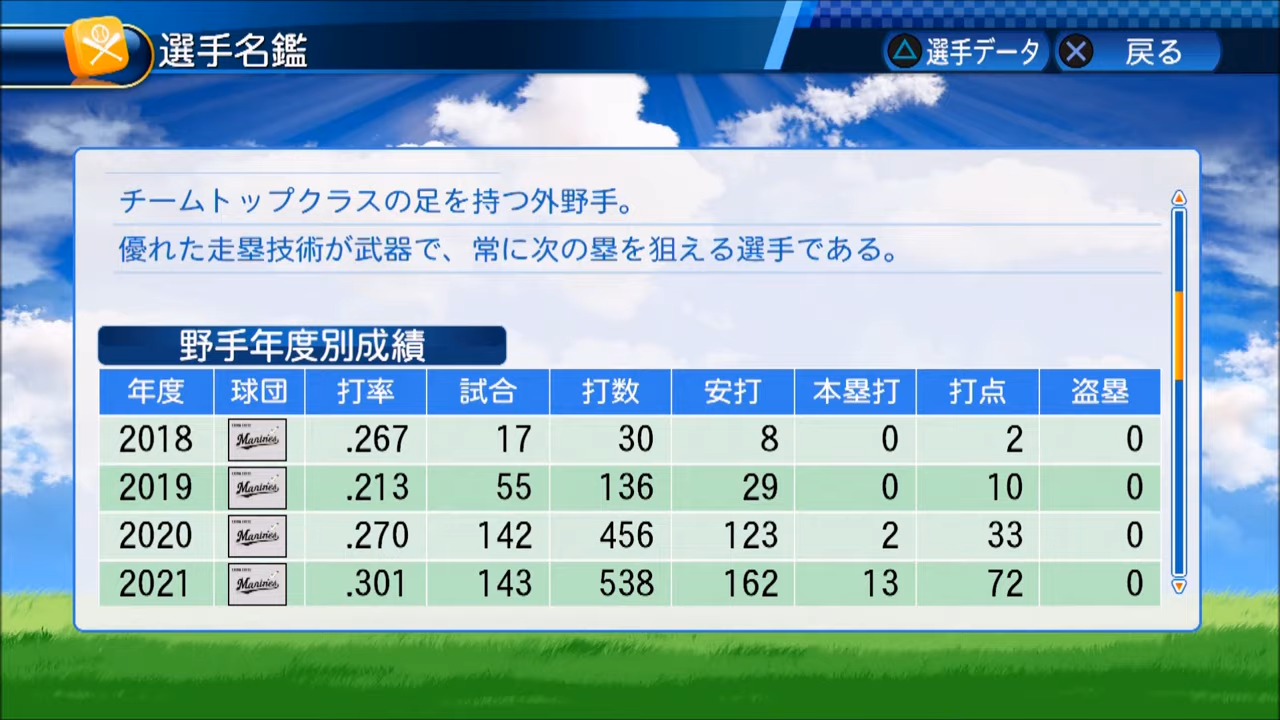 選手名鑑
選手データ
戻る
チームトップクラスの足を持つ外野手。
優れた走塁技術が武器で、常に次の塁を狙える選手である。
野手年度別成績
年度 球団 打率 試合 打数 安打 本塁打 打点 盗塁
2018 Marines .267 17 30 8 0 2 0
2019 Marines .213 55 136 29 0 10 0
2020 Marines .270 142 456 123 2 33 0
2021 Marines .301 143 538 162 13 72 0